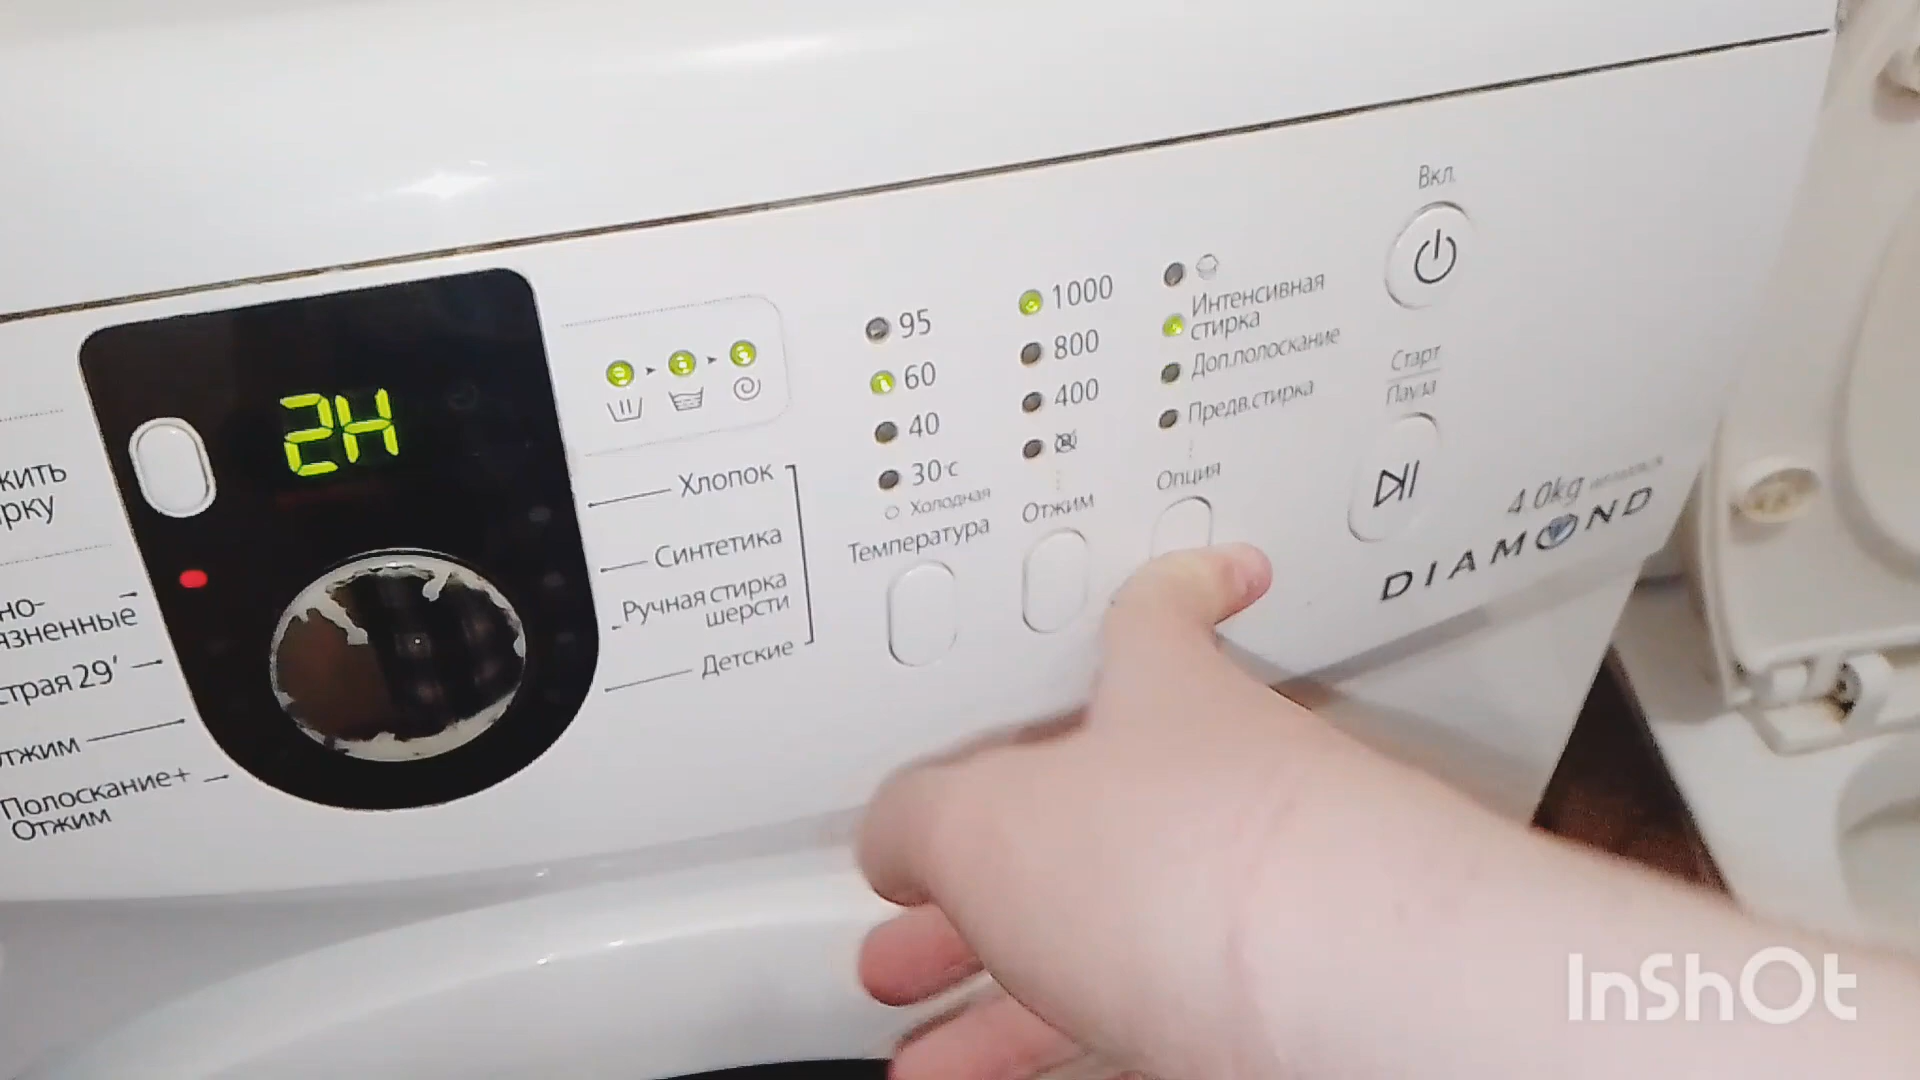 жить
рку
но-
язненные
страя 29'
тжим
Полоскание+
Отжим
2H
Хлопок
Синтетика
Ручная стирка
шерсти
Детские
95
60
40
30°C
Холодная
Температура
1000
800
400
Отжим
Интенсивная
стирка
Доп.полоскание
Предв.стирка
Опция
Вкл.
Старт
Пауза
4.0kg
DIAMOND
InShOt